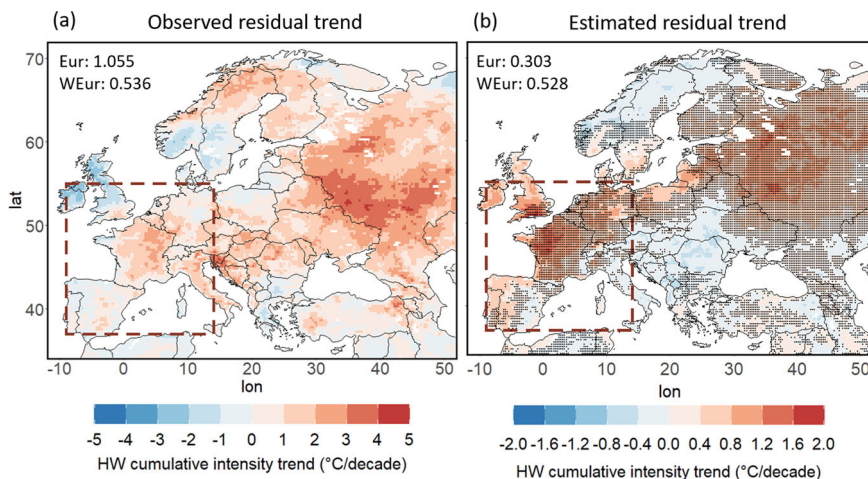 (a) Observed residual trend
Eur: 1.055
WEur: 0.536
70
60
50
40
lat
-10 0 10 20 30 40 50
lon
-5 -4 -3 -2 -1 0 1 2 3 4 5
HW cumulative intensity trend (°C/decade)
(b) Estimated residual trend
Eur: 0.303
WEur: 0.528
-10 0 10 20 30 40 50
lon
-2.0 -1.6 -1.2 -0.8 -0.4 0.0 0.4 0.8 1.2 1.6 2.0
HW cumulative intensity trend (°C/decade)